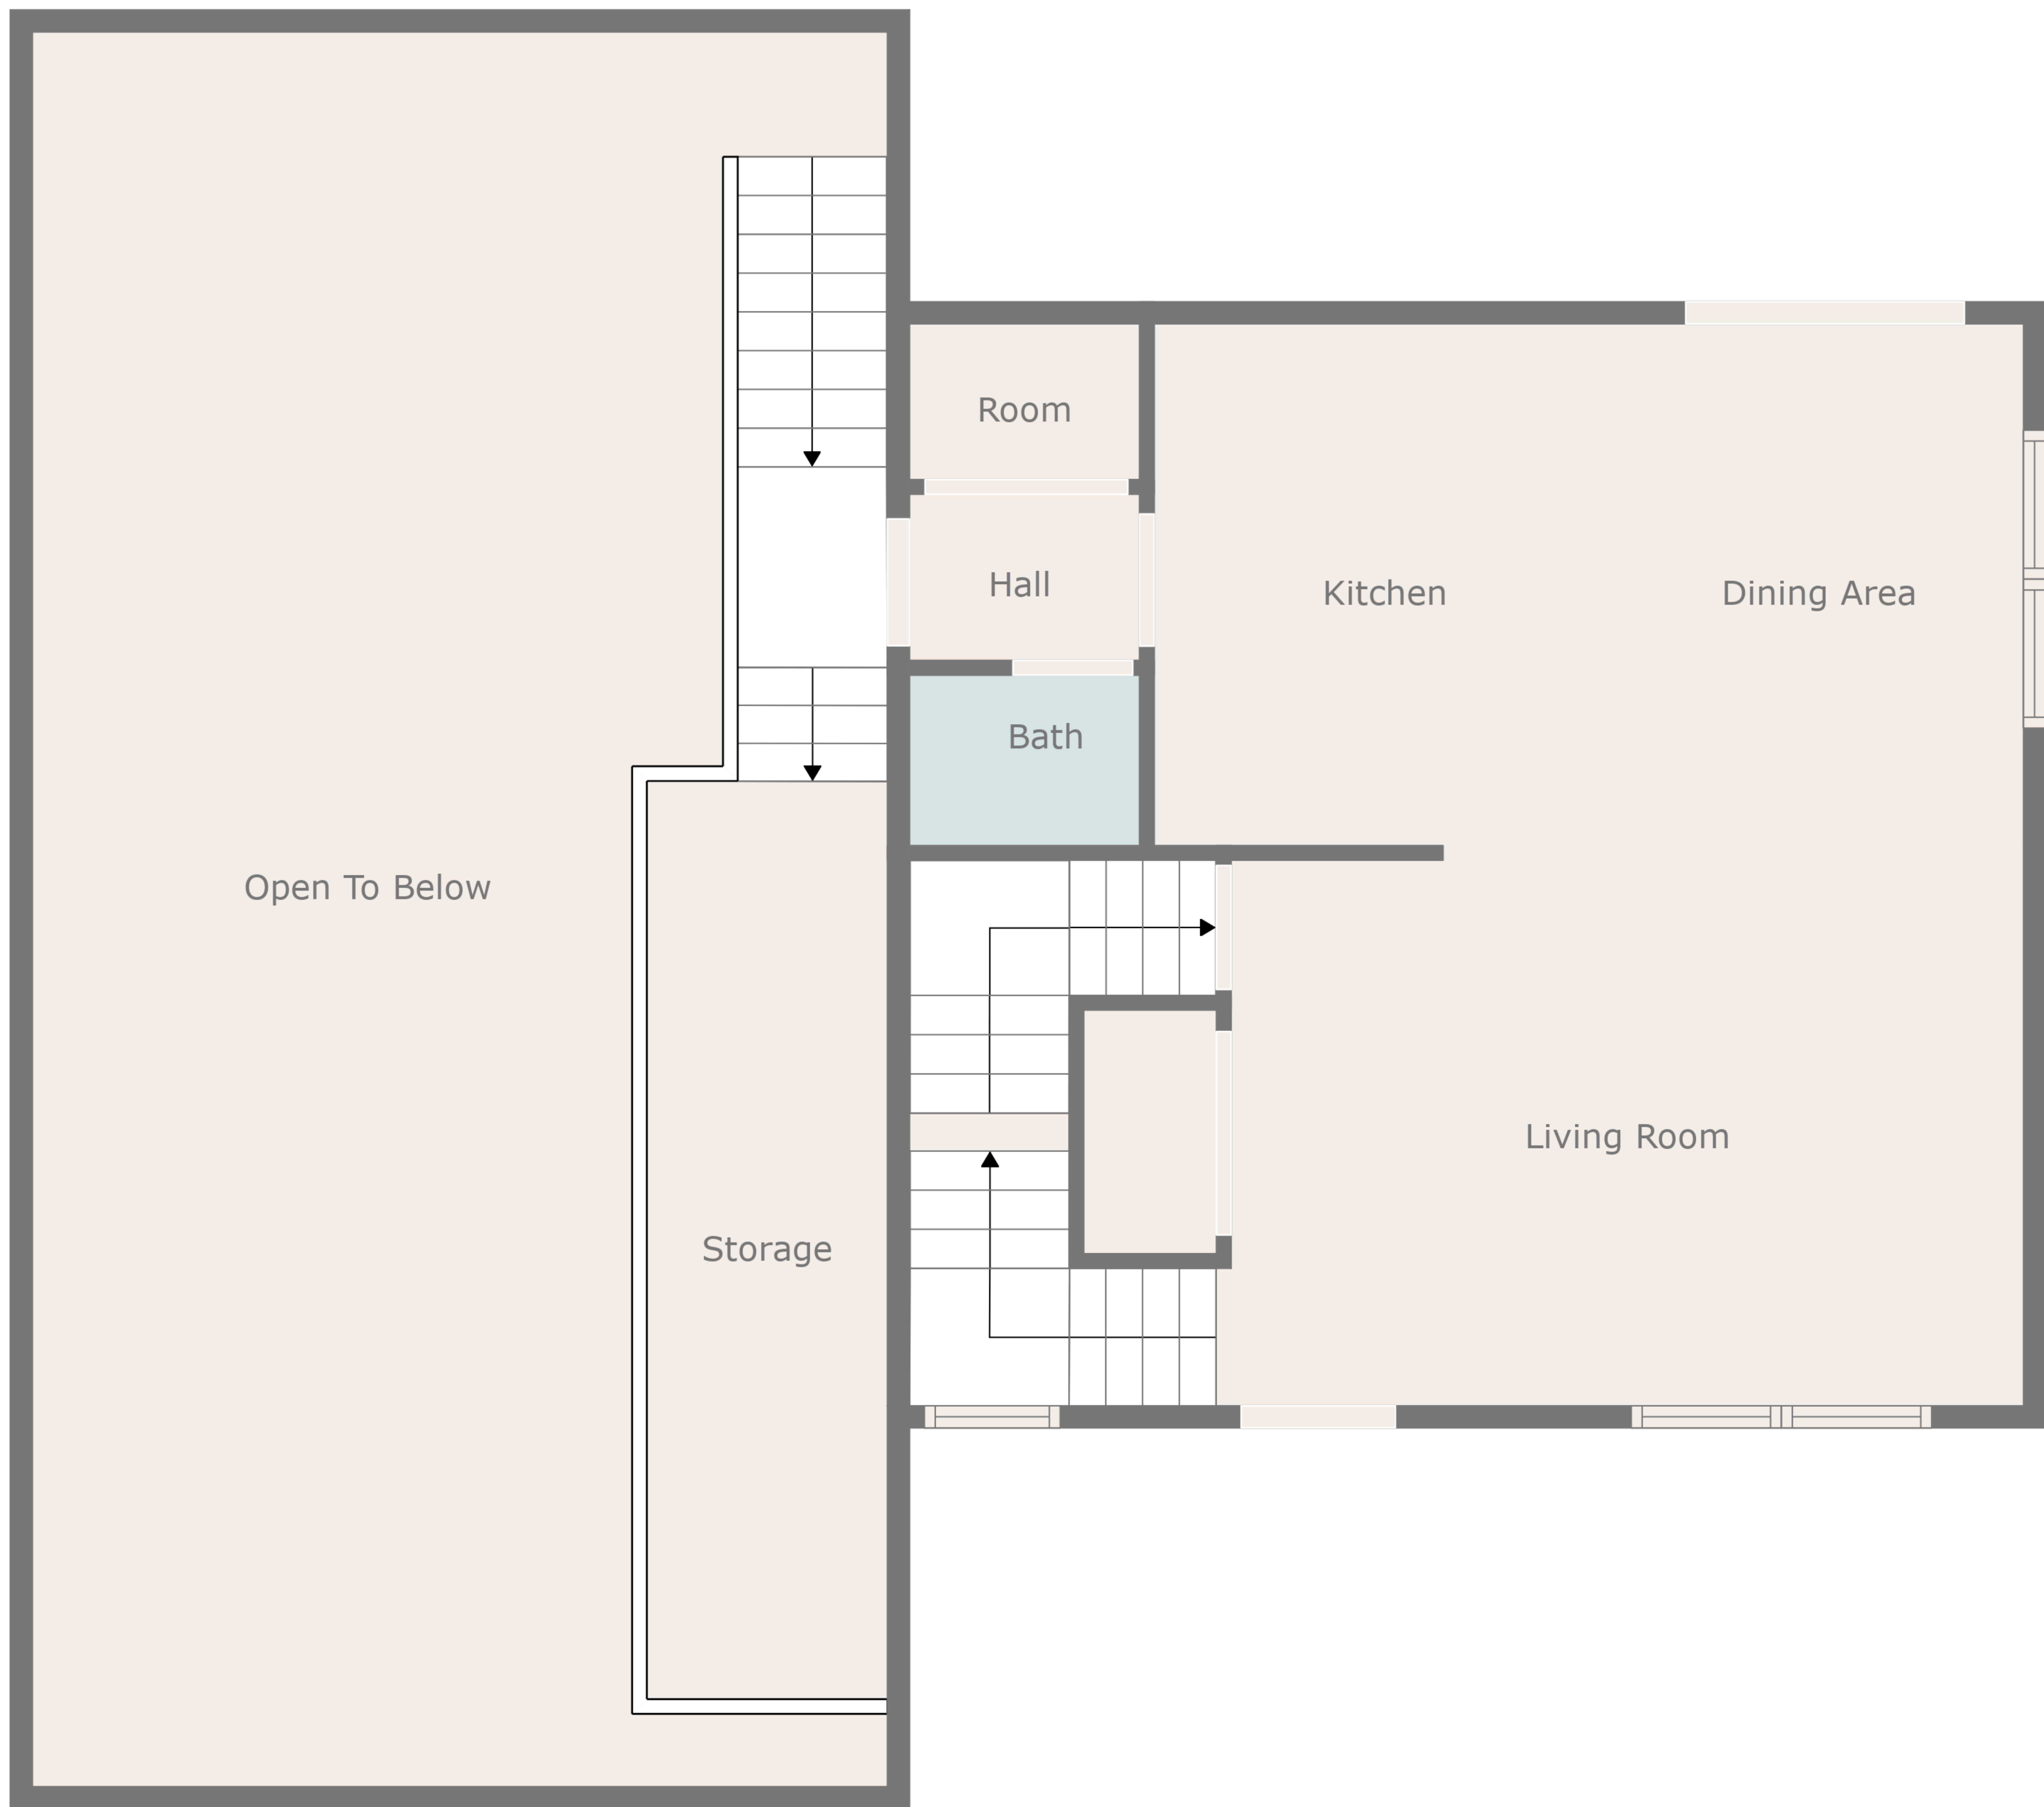 Room
Hall
Kitchen
Dining Area
Bath
Open To Below
Living Room
Storage